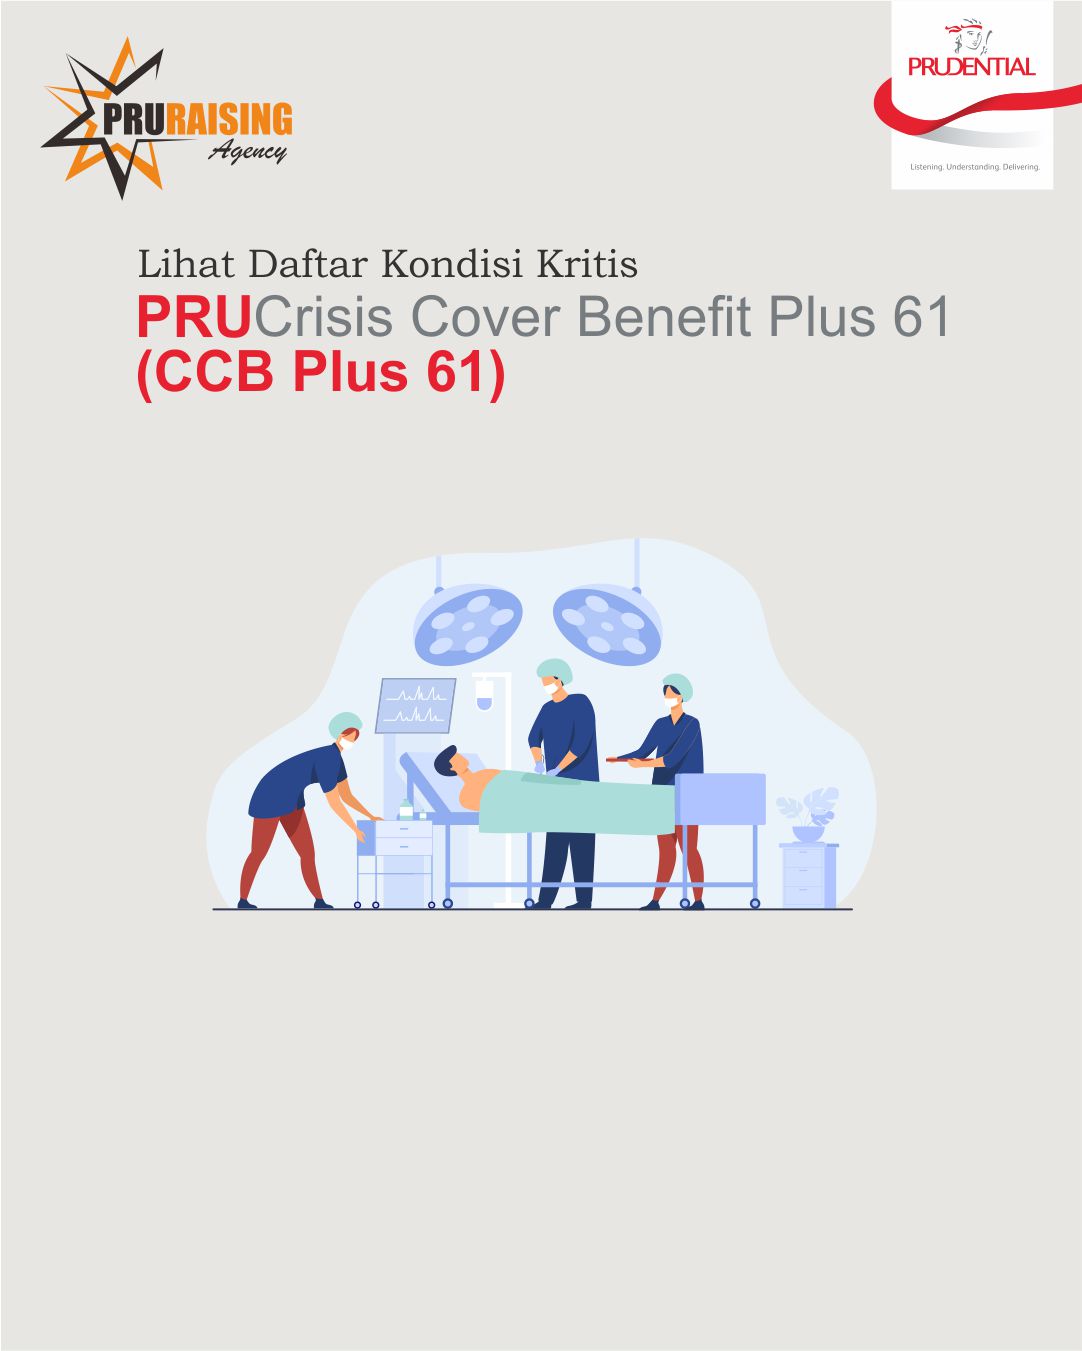 PRURAISING
Agency
PRUDENTIAL
Listening. Understanding. Delivering.
Lihat Daftar Kondisi Kritis
PRUCrisis Cover Benefit Plus 61
(CCB Plus 61)